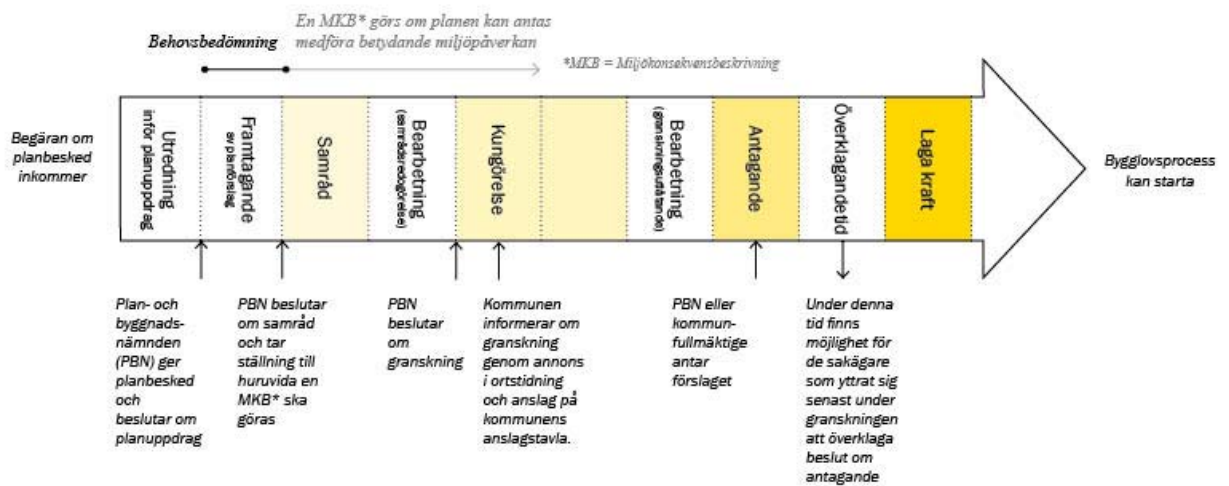 En MKB* görs om planen kan antas
medföra betydande miljöpåverkan
Behovsbedömning
*MKB = Miljökonsekvensbeskrivning
Begäran om
planbesked
inkommer
Utredning
inför planuppdrag
Framtagande
av planförslag
Samråd
Bearbetning
(samrådsredogörelse)
Kungörelse
Bearbetning
(granskningsutlåtande)
Antagande
Överklagandetid
Laga kraft
Bygglovsprocess
kan starta
Plan- och
byggnads-
nämnden
(PBN) ger
planbesked
och
beslutar om
planuppdrag
PBN beslutar
om samråd
och tar
ställning till
huruvida en
MKB* ska
göras
PBN
beslutar
om
granskning
Kommunen
informerar om
granskning
genom annons
i ortstidning
och anslag på
kommunens
anslagstavla.
PBN eller
kommun-
fullmäktige
antar
förslaget
Under denna
tid finns
möjlighet för
de sakägare
som yttrat sig
senast under
granskningen
att överklaga
beslut om
antagande